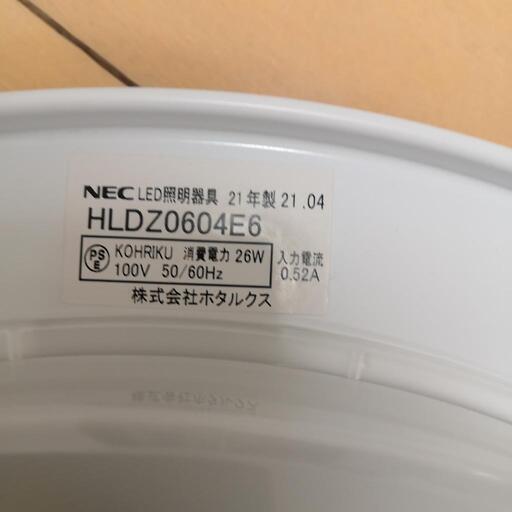 NEC LED照明器具 21年製 21.04
HLDZ0604E6
PSE KOHRIKU 消費電力 26W 入力電流
100V 50/60Hz 0.52A
株式会社ホタルクス